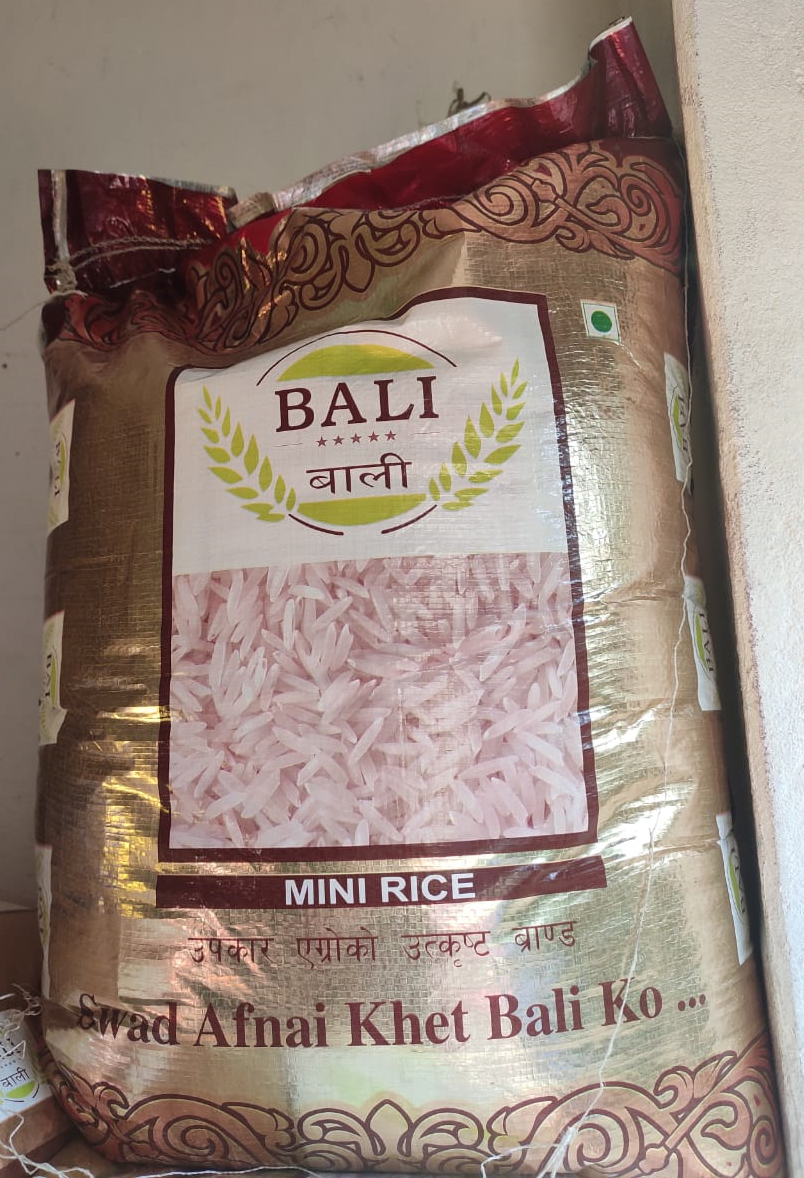 BALI
बाली
MINI RICE
उपकार एग्रोको उत्कृष्ट ब्राण्ड
Swad Afnai Khet Bali Ko ...
बाली